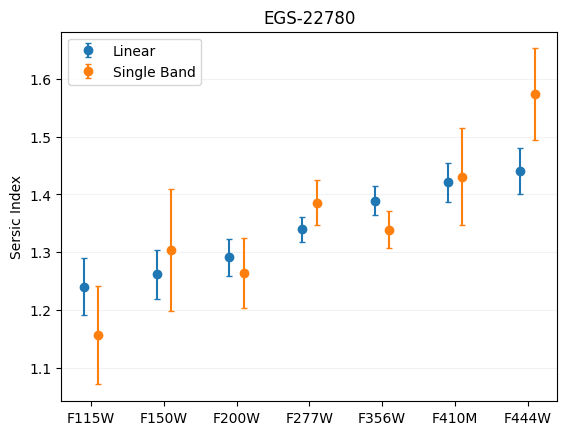 EGS-22780
Linear
Single Band
Sersic Index
1.6
1.5
1.4
1.3
1.2
1.1
F115W F150W F200W F277W F356W F410M F444W